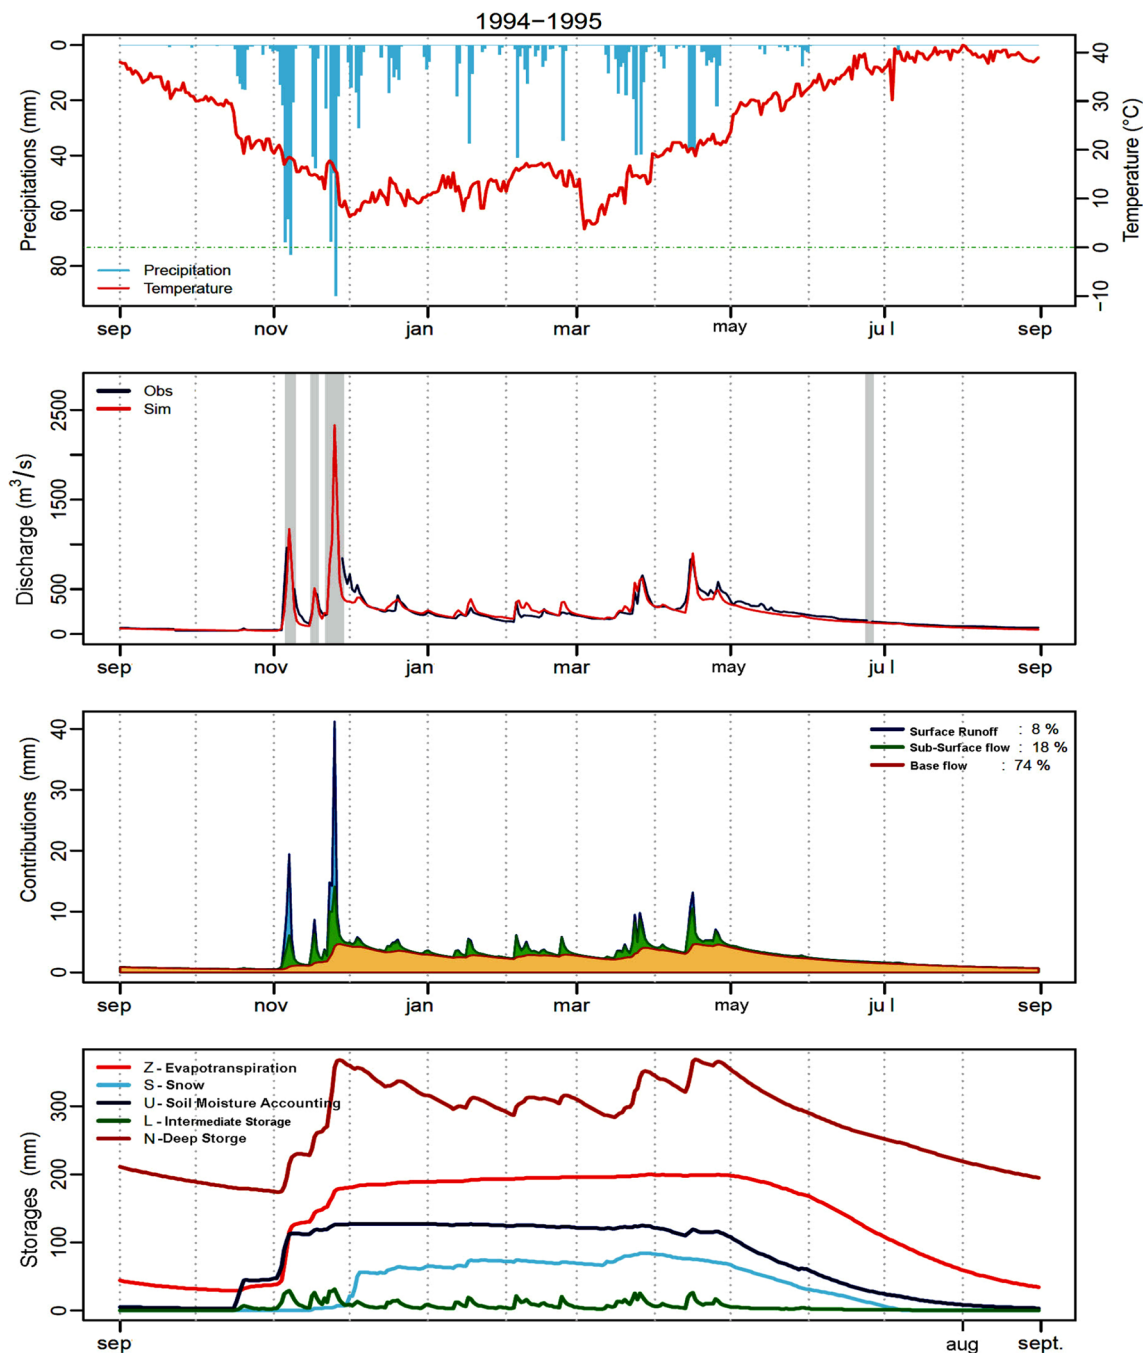 1994-1995
Precipitations (mm)
0
20
40
60
80
Temperature (°C)
40
30
20
10
0
-10
Precipitation
Temperature
sep nov jan mar may jul sep
Discharge (m³/s)
2500
1500
500
0
Obs
Sim
sep nov jan mar may jul sep
Contributions (mm)
40
30
20
10
0
Surface Runoff : 8 %
Sub-Surface flow : 18 %
Base flow : 74 %
sep nov jan mar may jul sep
Storages (mm)
300
200
100
0
Z - Evapotranspiration
S - Snow
U - Soil Moisture Accounting
L - Intermediate Storage
N -Deep Storge
sep aug sept.